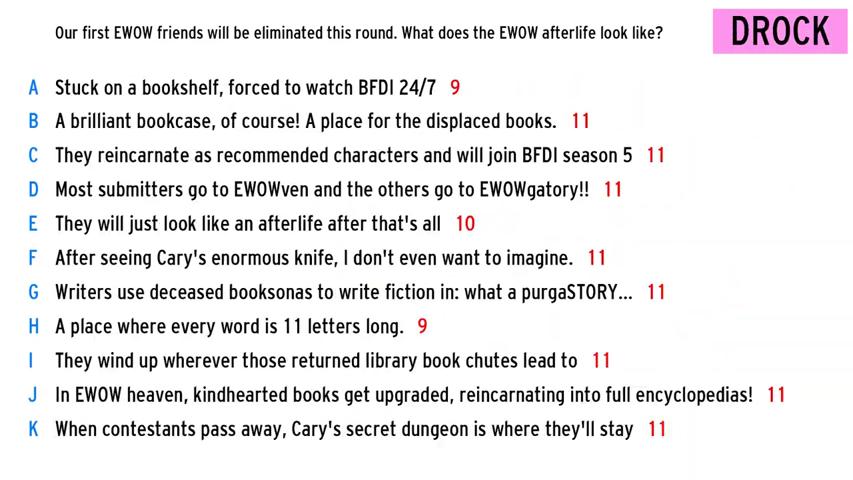 Our first EWOW friends will be eliminated this round. What does the EWOW afterlife look like?
DROCK
A Stuck on a bookshelf, forced to watch BFDI 24/7 9
B A brilliant bookcase, of course! A place for the displaced books. 11
C They reincarnate as recommended characters and will join BFDI season 5 11
D Most submitters go to EWOWven and the others go to EWOWgatory!! 11
E They will just look like an afterlife after that's all 10
F After seeing Cary's enormous knife, I don't even want to imagine. 11
G Writers use deceased booksonas to write fiction in: what a purgaSTORY... 11
H A place where every word is 11 letters long. 9
I They wind up wherever those returned library book chutes lead to 11
J In EWOW heaven, kindhearted books get upgraded, reincarnating into full encyclopedias! 11
K When contestants pass away, Cary's secret dungeon is where they'll stay 11